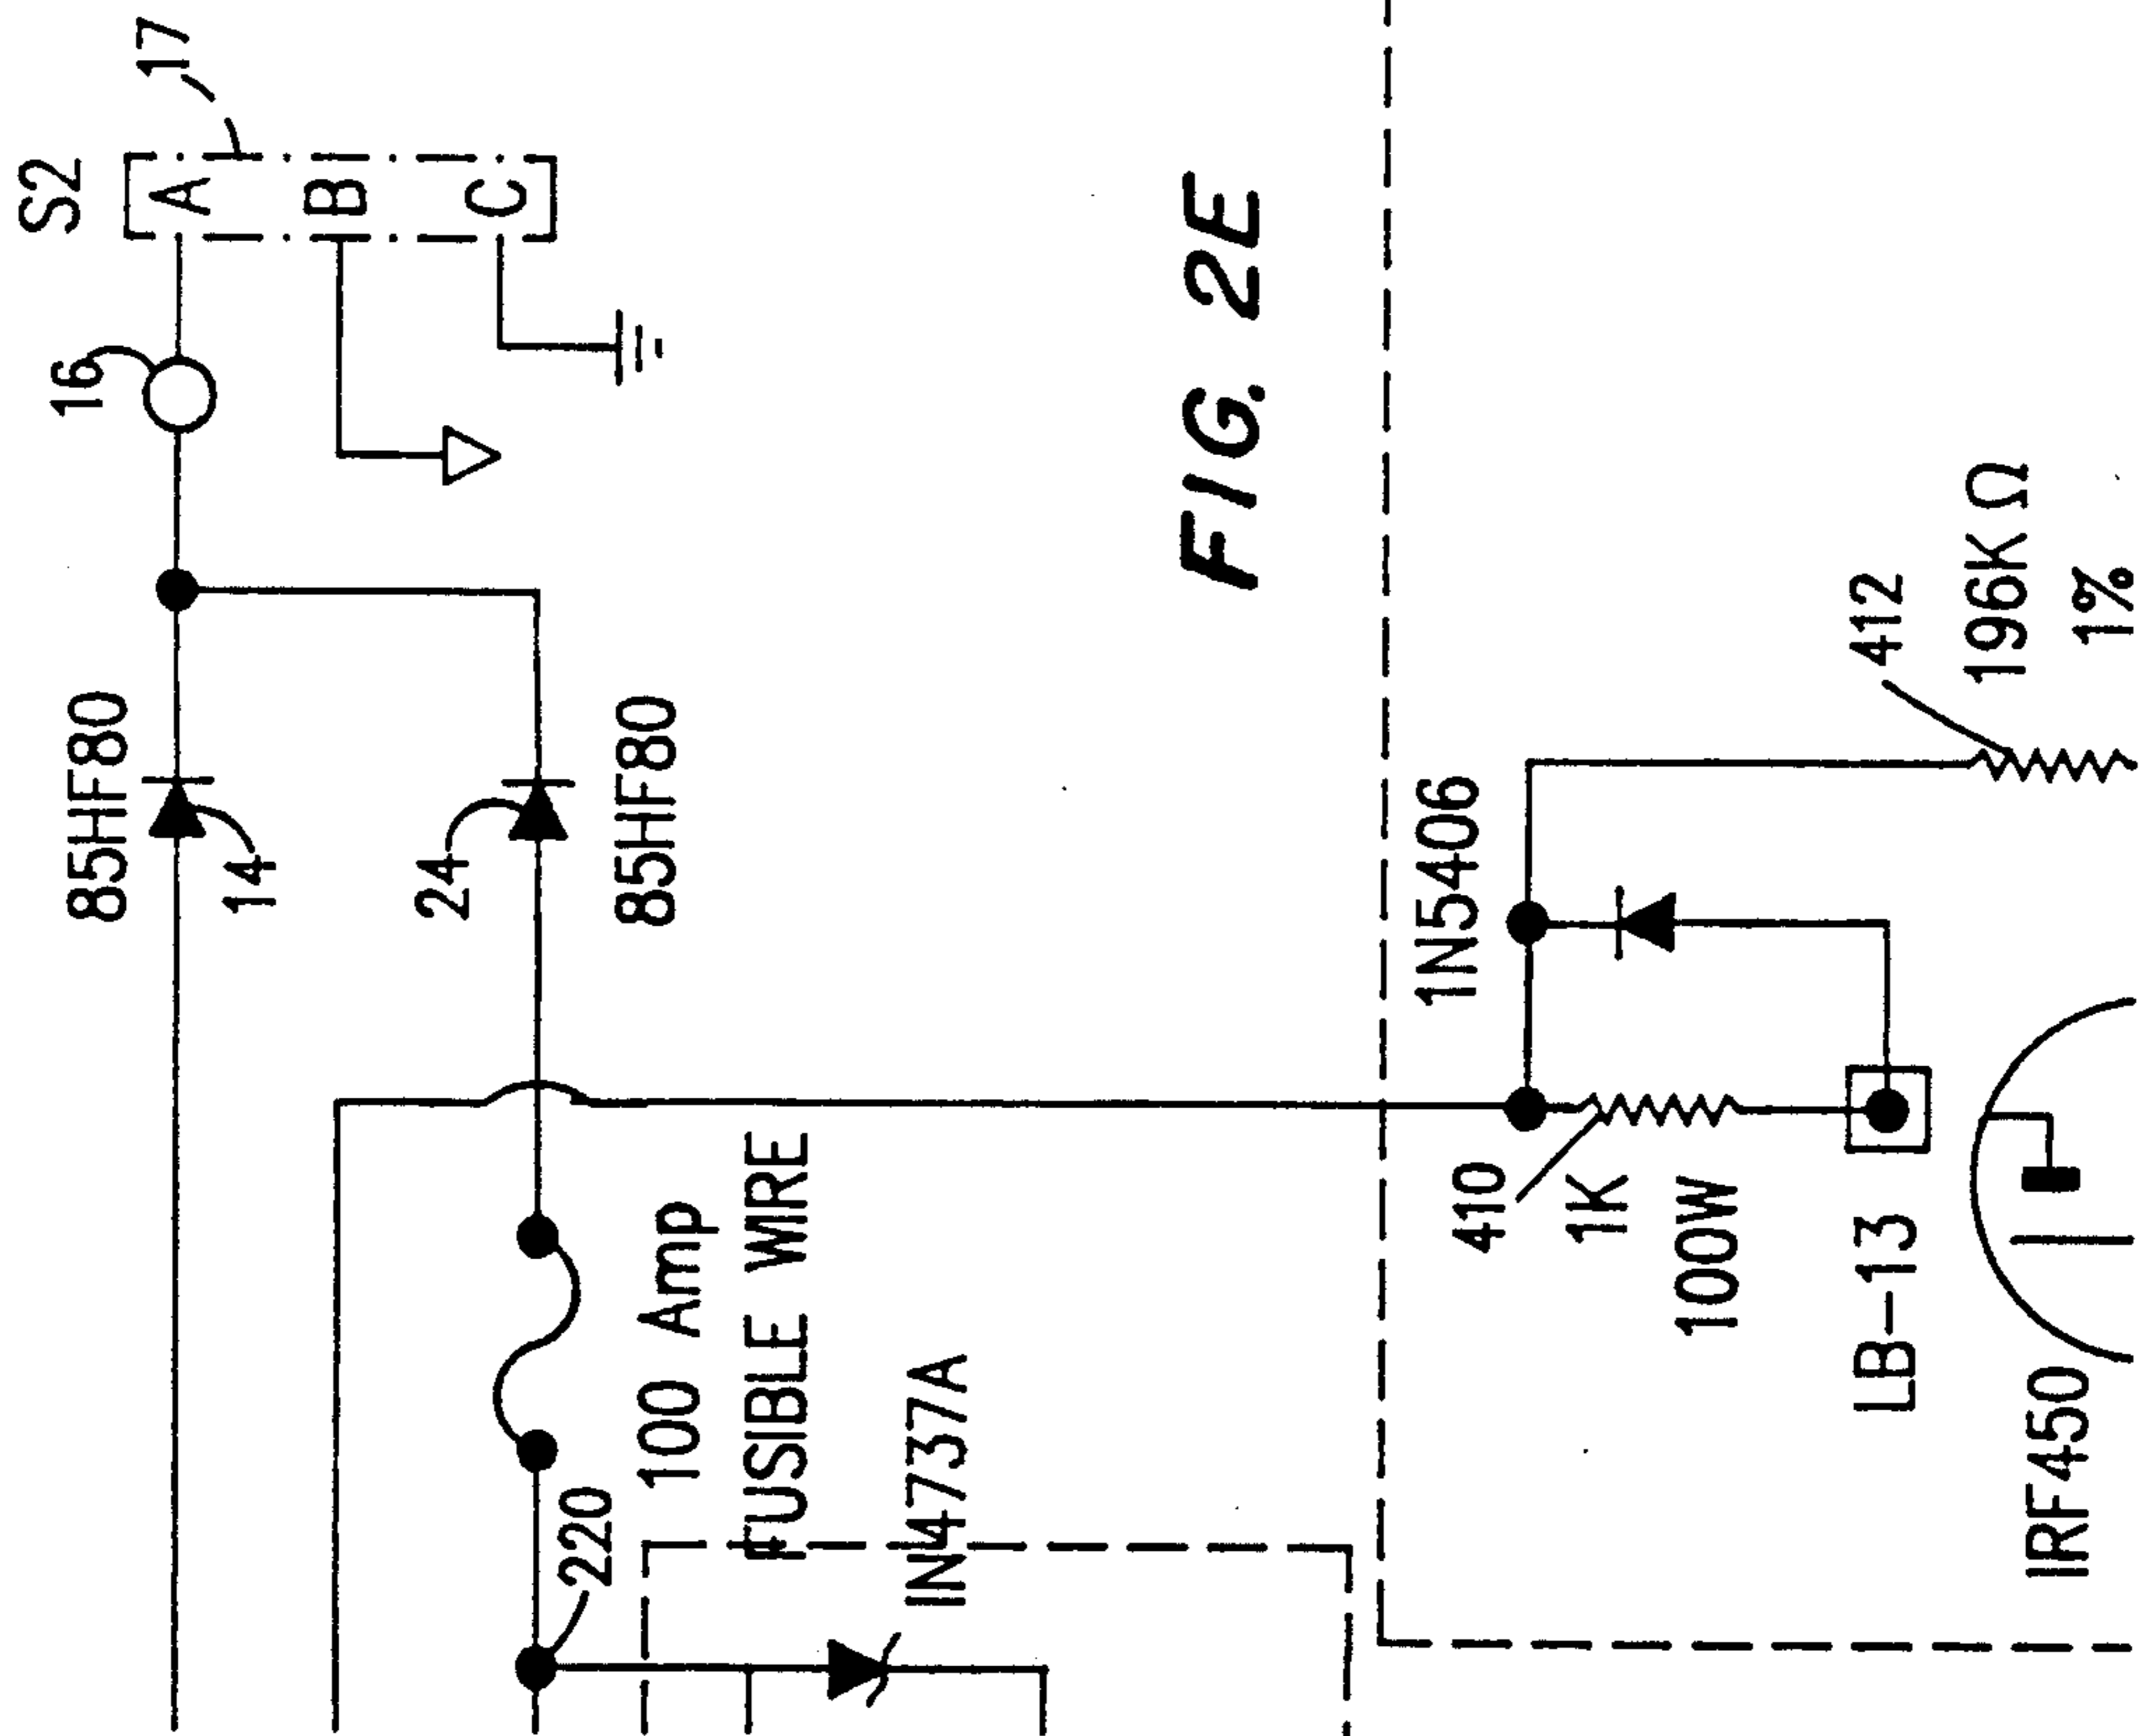 S2
17
A
B
C
16
85HF80
14
24
85HF80
FIG. 2E
220
100 Amp
FUSIBLE WIRE
IN4737A
1N5406
412
196K Ω
1%
410
1K
100W
LB-13
IRF450